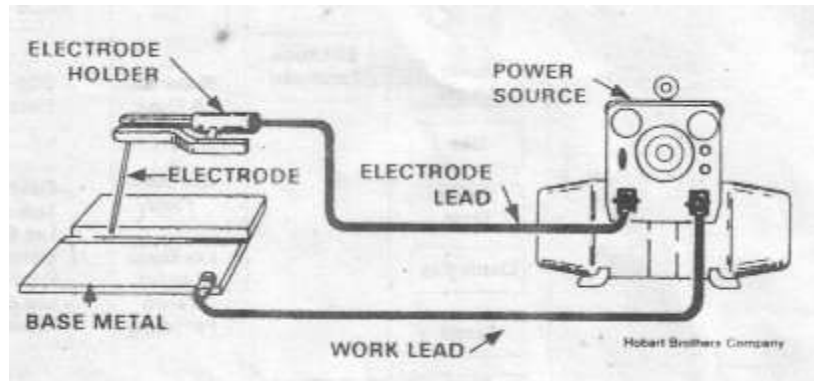 ELECTRODE
HOLDER
POWER
SOURCE
ELECTRODE
ELECTRODE
LEAD
BASE METAL
WORK LEAD
Hobart Brothers Company